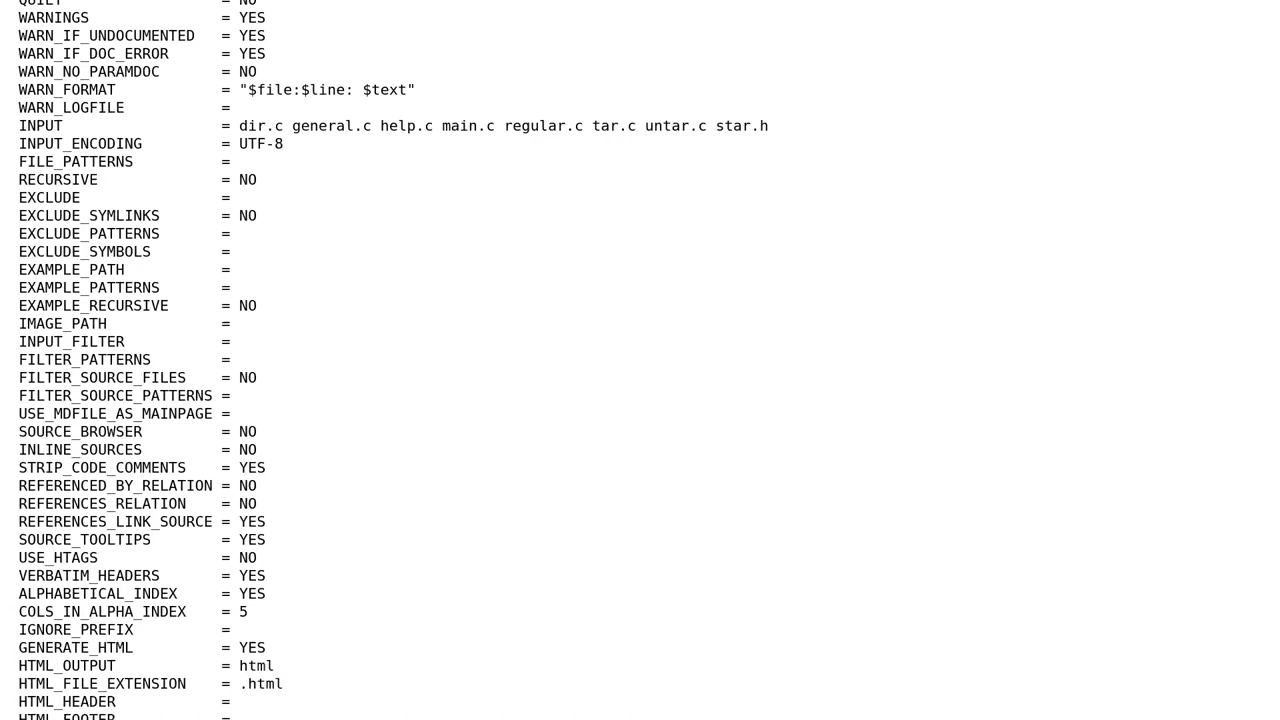 QUIET                  = NO
WARNINGS               = YES
WARN_IF_UNDOCUMENTED   = YES
WARN_IF_DOC_ERROR      = YES
WARN_NO_PARAMDOC       = NO
WARN_FORMAT            = "$file:$line: $text"
WARN_LOGFILE           =
INPUT                  = dir.c general.c help.c main.c regular.c tar.c untar.c star.h
INPUT_ENCODING         = UTF-8
FILE_PATTERNS          =
RECURSIVE              = NO
EXCLUDE                =
EXCLUDE_SYMLINKS       = NO
EXCLUDE_PATTERNS       =
EXCLUDE_SYMBOLS        =
EXAMPLE_PATH           =
EXAMPLE_PATTERNS       =
EXAMPLE_RECURSIVE      = NO
IMAGE_PATH             =
INPUT_FILTER           =
FILTER_PATTERNS        =
FILTER_SOURCE_FILES    = NO
FILTER_SOURCE_PATTERNS =
USE_MDFILE_AS_MAINPAGE =
SOURCE_BROWSER         = NO
INLINE_SOURCES         = NO
STRIP_CODE_COMMENTS    = YES
REFERENCED_BY_RELATION = NO
REFERENCES_RELATION    = NO
REFERENCES_LINK_SOURCE = YES
SOURCE_TOOLTIPS        = YES
USE_HTAGS              = NO
VERBATIM_HEADERS       = YES
ALPHABETICAL_INDEX     = YES
COLS_IN_ALPHA_INDEX    = 5
IGNORE_PREFIX          =
GENERATE_HTML          = YES
HTML_OUTPUT            = html
HTML_FILE_EXTENSION    = .html
HTML_HEADER            =
HTML_FOOTER            =